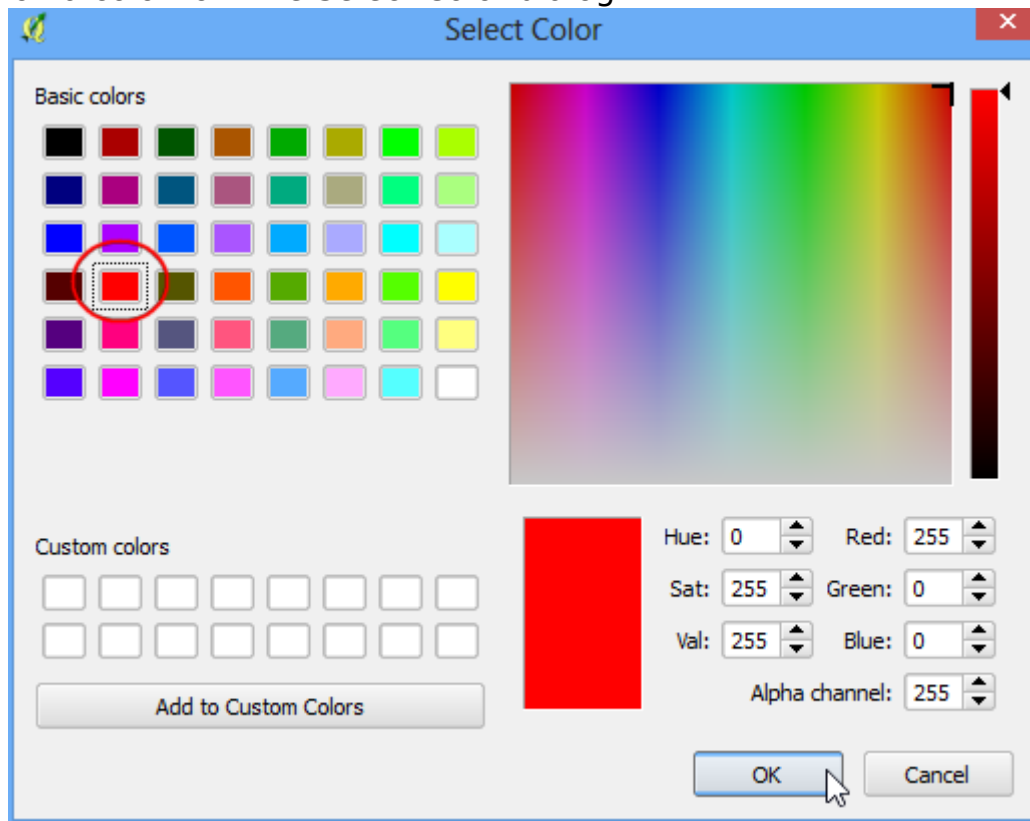 Select Color
Basic colors
Custom colors
Add to Custom Colors
Hue: 0 Red: 255
Sat: 255 Green: 0
Val: 255 Blue: 0
Alpha channel: 255
OK Cancel